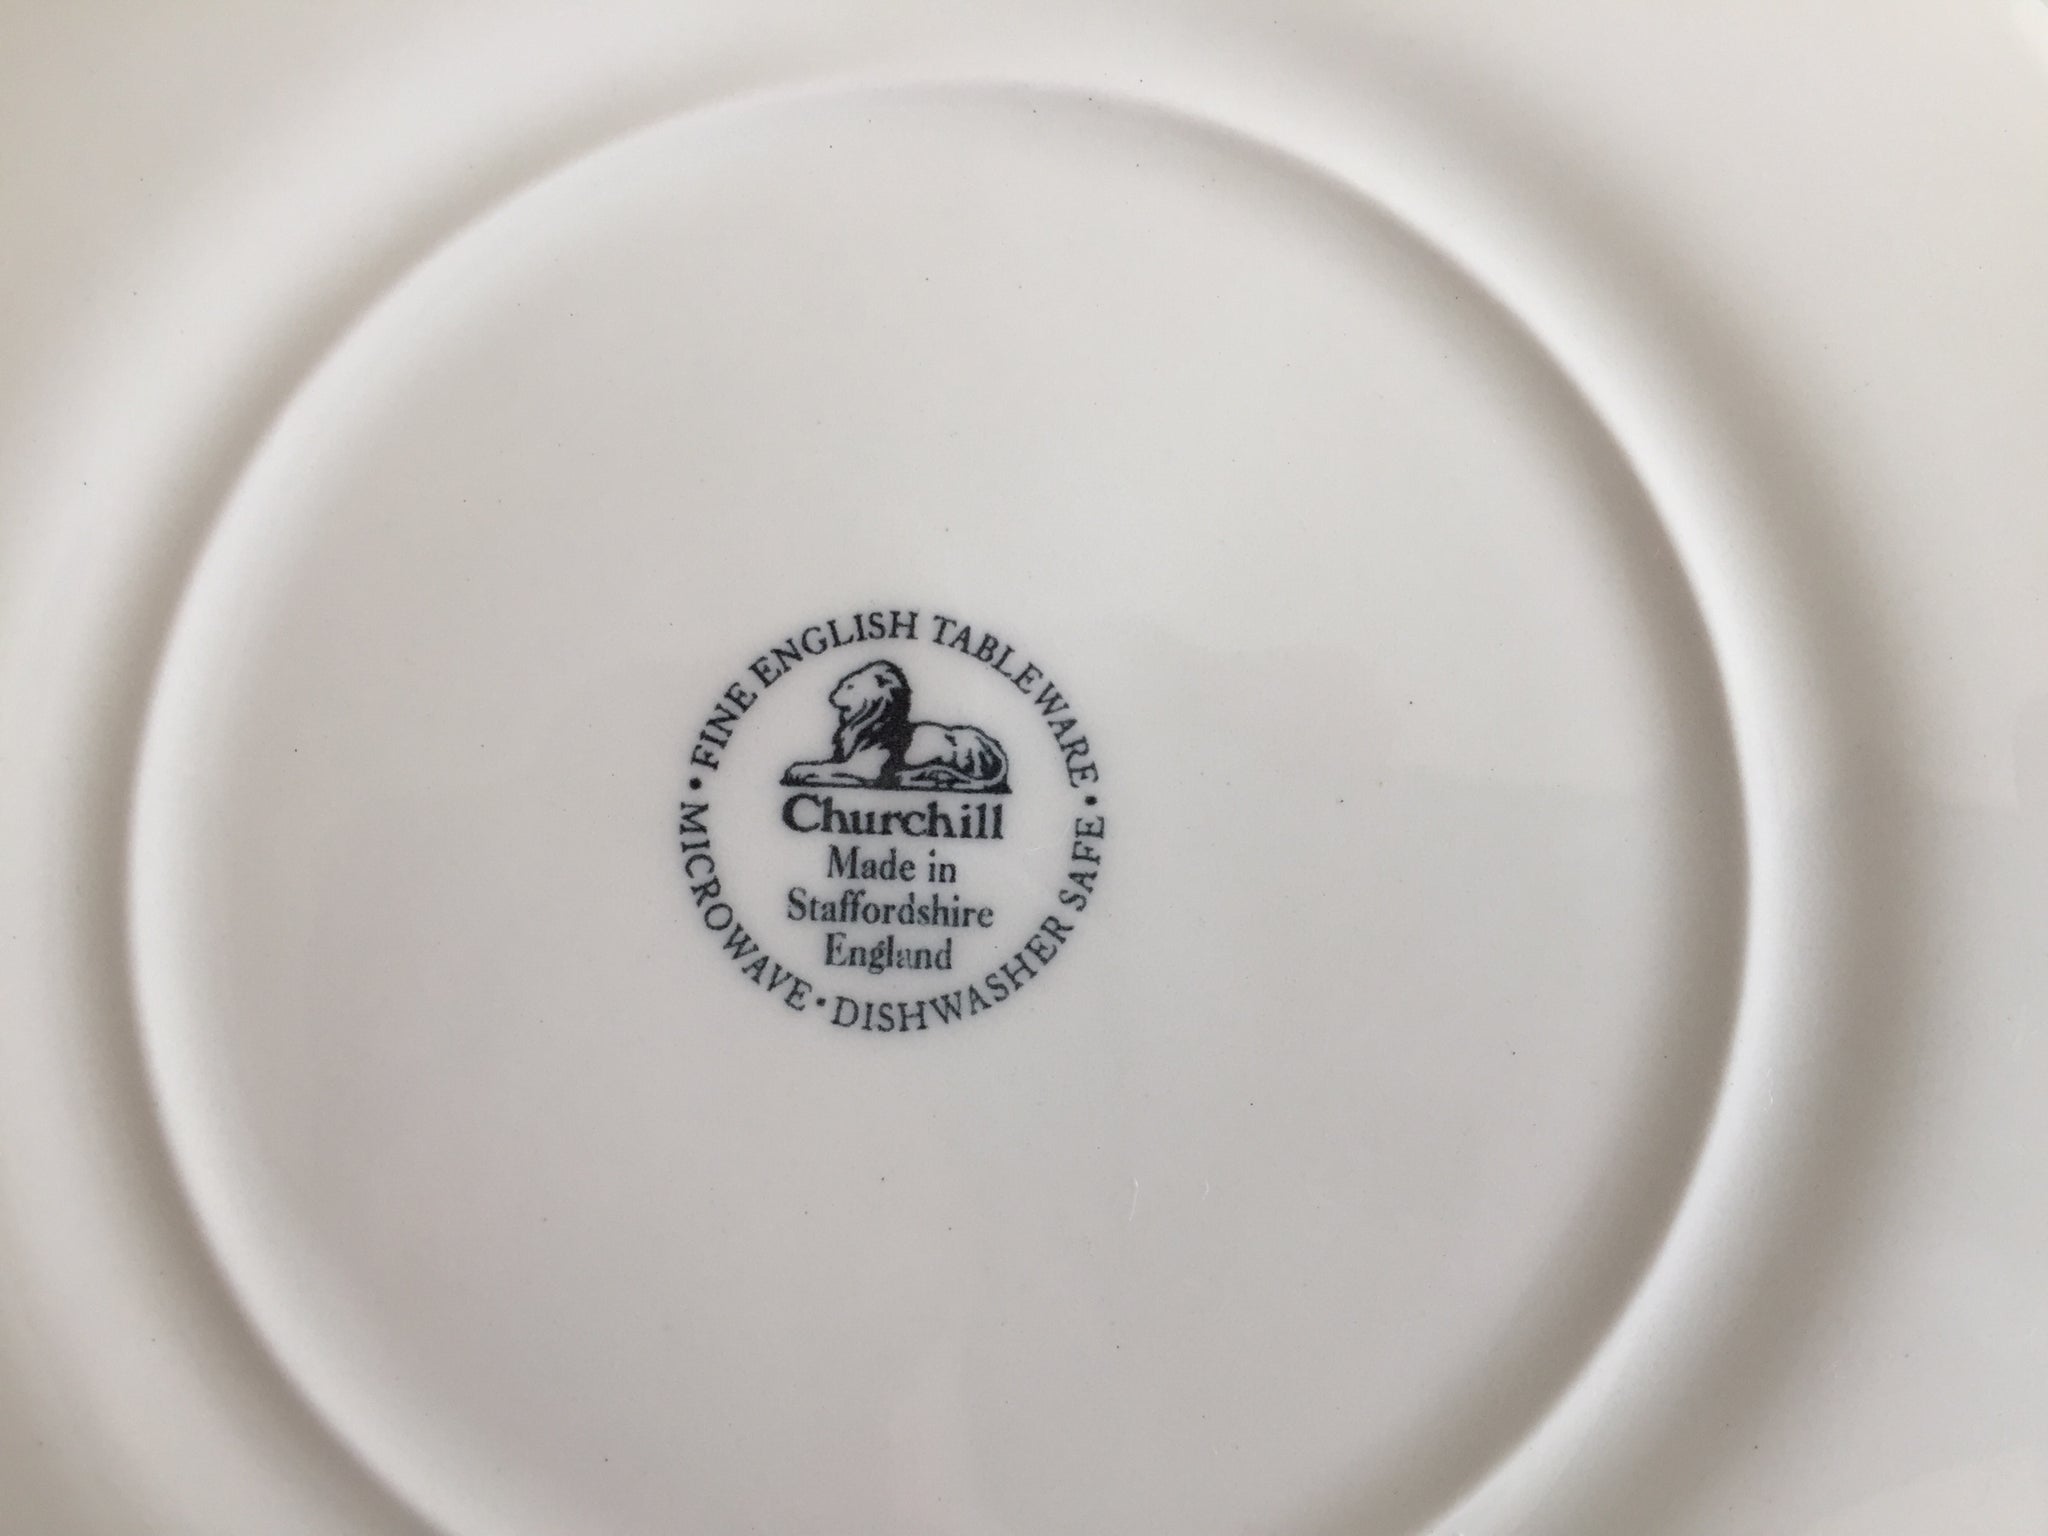 • FINE ENGLISH TABLEWARE •
Churchill
Made in
Staffordshire
England
MICROWAVE • DISHWASHER SAFE